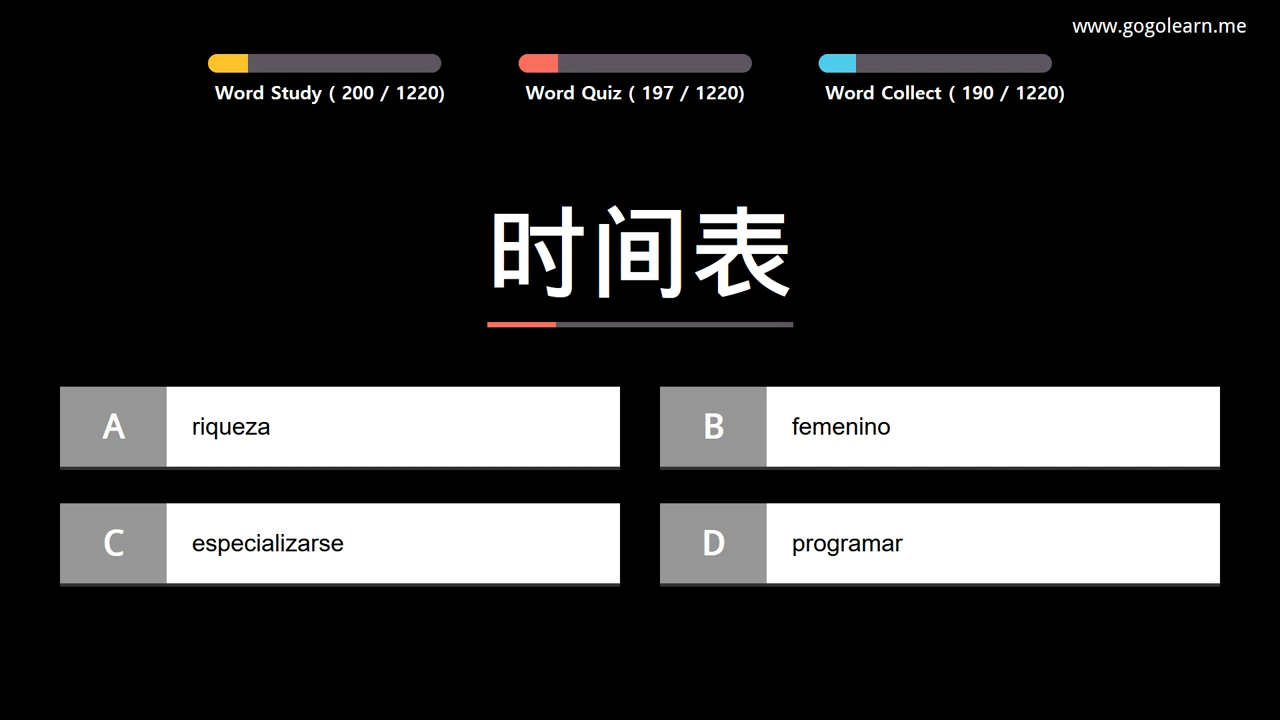 www.gogolearn.me
Word Study ( 200 / 1220)
Word Quiz ( 197 / 1220)
Word Collect ( 190 / 1220)
时间表
A riqueza
B femenino
C especializarse
D programar